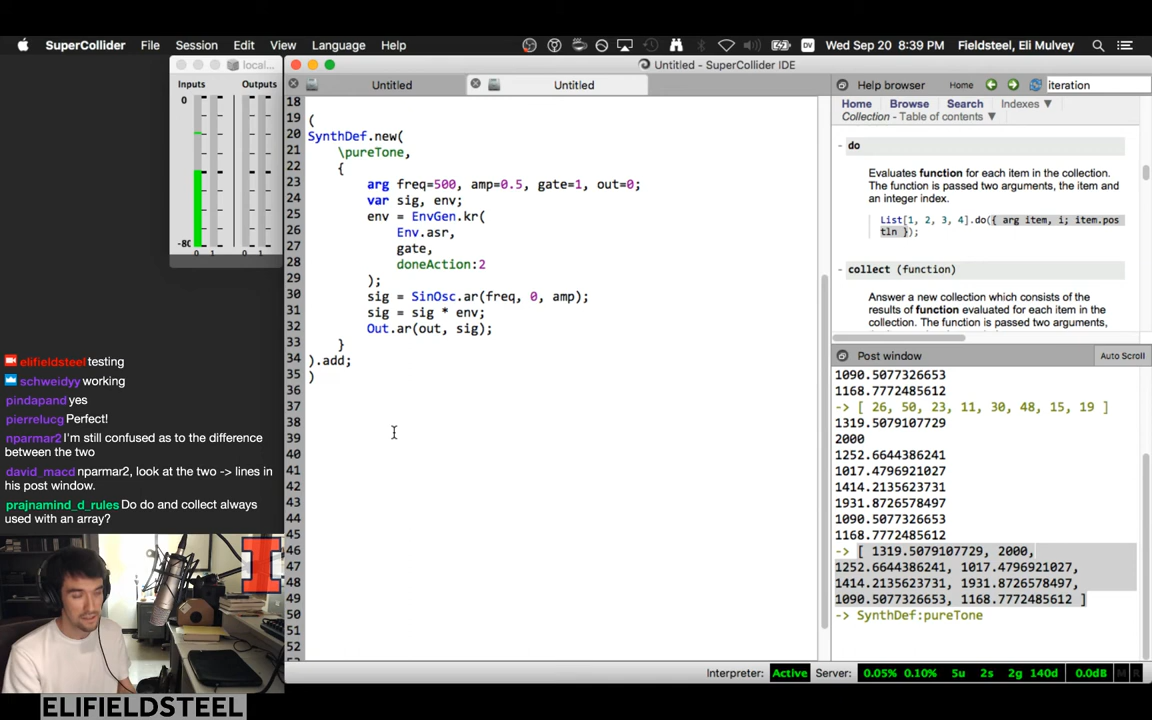 SuperCollider File Session Edit View Language Help
DV Wed Sep 20 8:39 PM Fieldsteel, Eli Mulvey
local...
Inputs Outputs
0
-80
0 1 0 1
Untitled - SuperCollider IDE
Untitled Untitled
18
19 (
20 SynthDef.new(
21 \pureTone,
22 {
23 arg freq=500, amp=0.5, gate=1, out=0;
24 var sig, env;
25 env = EnvGen.kr(
26 Env.asr,
27 gate,
28 doneAction:2
29 );
30 sig = SinOsc.ar(freq, 0, amp);
31 sig = sig * env;
32 Out.ar(out, sig);
33 }
34 ).add;
35 )
36
37
38
39
40
41
42
43
44
45
46
47
48
49
50
51
52
Help browser Home iteration
Home Browse Search Indexes ▼
Collection - Table of contents ▼
- do
Evaluates function for each item in the collection.
The function is passed two arguments, the item and
an integer index.
List[1, 2, 3, 4].do({ arg item, i; item.pos
tln });
- collect (function)
Answer a new collection which consists of the
results of function evaluated for each item in the
collection. The function is passed two arguments,
Post window Auto Scroll
1090.5077326653
1168.7772485612
-> [ 26, 50, 23, 11, 30, 48, 15, 19 ]
1319.5079107729
2000
1252.6644386241
1017.4796921027
1414.2135623731
1931.8726578497
1090.5077326653
1168.7772485612
-> [ 1319.5079107729, 2000,
1252.6644386241, 1017.4796921027,
1414.2135623731, 1931.8726578497,
1090.5077326653, 1168.7772485612 ]
-> SynthDef:pureTone
Interpreter: Active Server: 0.05% 0.10% 5u 2s 2g 140d 0.0dB M R
elifieldsteel testing
schweidyy working
pindapand yes
pierrelucg Perfect!
nparmar2 I'm still confused as to the difference
between the two
david_macd nparmar2, look at the two -> lines in
his post window.
prajnamind_d_rules Do do and collect always
used with an array?
I
ELIFIELDSTEEL